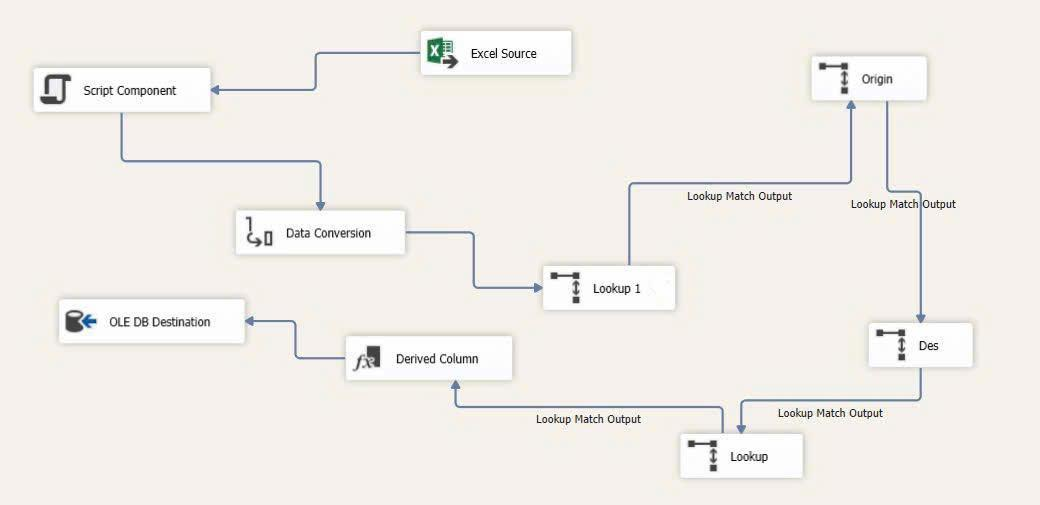 Excel Source
Script Component
Origin
Lookup Match Output
Lookup Match Output
Data Conversion
Lookup 1
OLE DB Destination
Des
Derived Column
Lookup Match Output
Lookup Match Output
Lookup